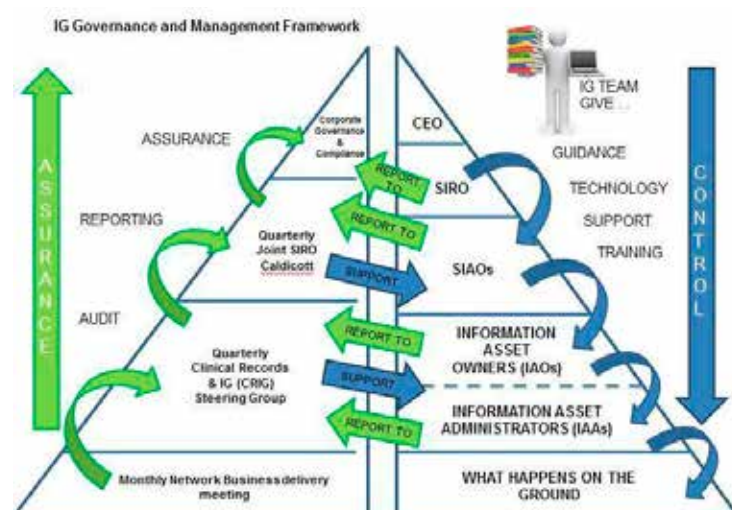 IG Governance and Management Framework
IG TEAM
GIVE ...
ASSURANCE
ASSURANCE
REPORTING
AUDIT
Corporate
Governance
&
Compliance
Quarterly
Joint SIRO
Caldicott
Quarterly
Clinical Records
& IG (CRIG)
Steering Group
Monthly Network Business delivery
meeting
REPORT TO
REPORT TO
SUPPORT
REPORT TO
SUPPORT
REPORT TO
CEO
SIRO
SIAOs
INFORMATION
ASSET
OWNERS (IAOs)
INFORMATION ASSET
ADMINISTRATORS (IAAs)
WHAT HAPPENS ON THE
GROUND
GUIDANCE
TECHNOLOGY
SUPPORT
TRAINING
CONTROL